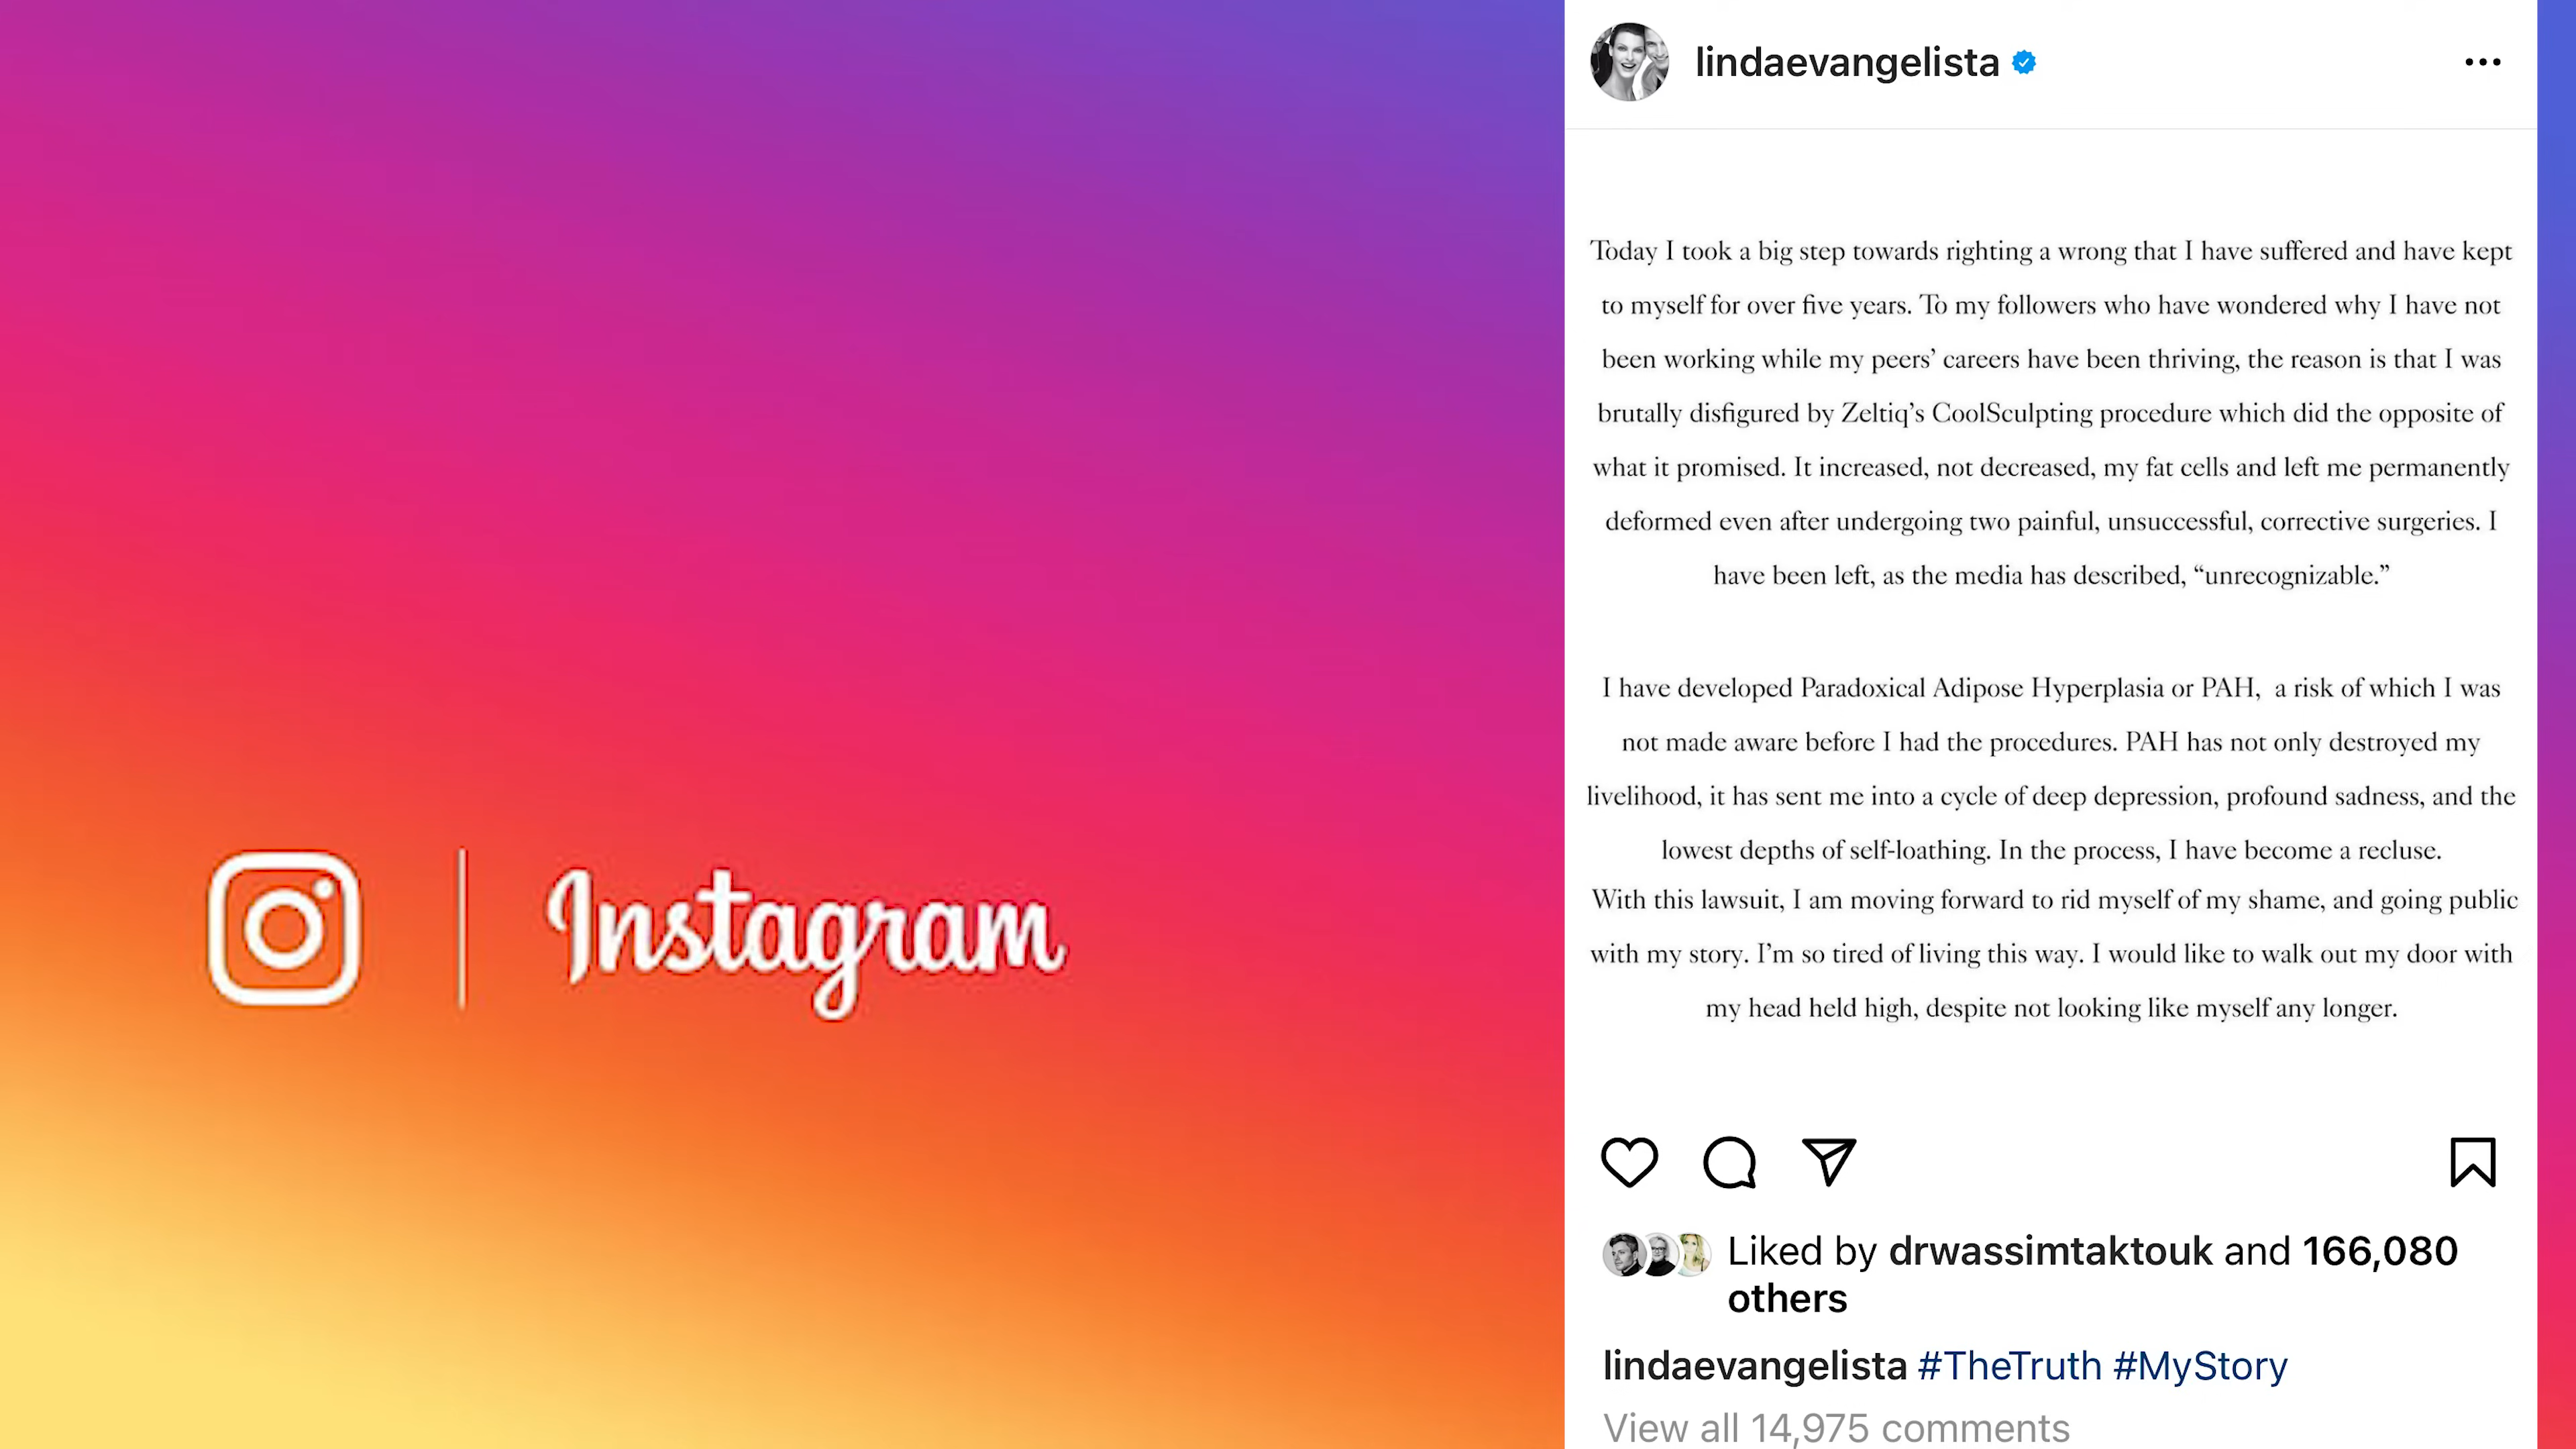 Instagram
lindaevangelista
Today I took a big step towards righting a wrong that I have suffered and have kept
to myself for over five years. To my followers who have wondered why I have not
been working while my peers’ careers have been thriving, the reason is that I was
brutally disfigured by Zeltiq’s CoolSculpting procedure which did the opposite of
what it promised. It increased, not decreased, my fat cells and left me permanently
deformed even after undergoing two painful, unsuccessful, corrective surgeries. I
have been left, as the media has described, “unrecognizable.”
I have developed Paradoxical Adipose Hyperplasia or PAH, a risk of which I was
not made aware before I had the procedures. PAH has not only destroyed my
livelihood, it has sent me into a cycle of deep depression, profound sadness, and the
lowest depths of self-loathing. In the process, I have become a recluse.
With this lawsuit, I am moving forward to rid myself of my shame, and going public
with my story. I’m so tired of living this way. I would like to walk out my door with
my head held high, despite not looking like myself any longer.
Liked by drwassimtaktouk and 166,080
others
lindaevangelista #TheTruth #MyStory
View all 14,975 comments